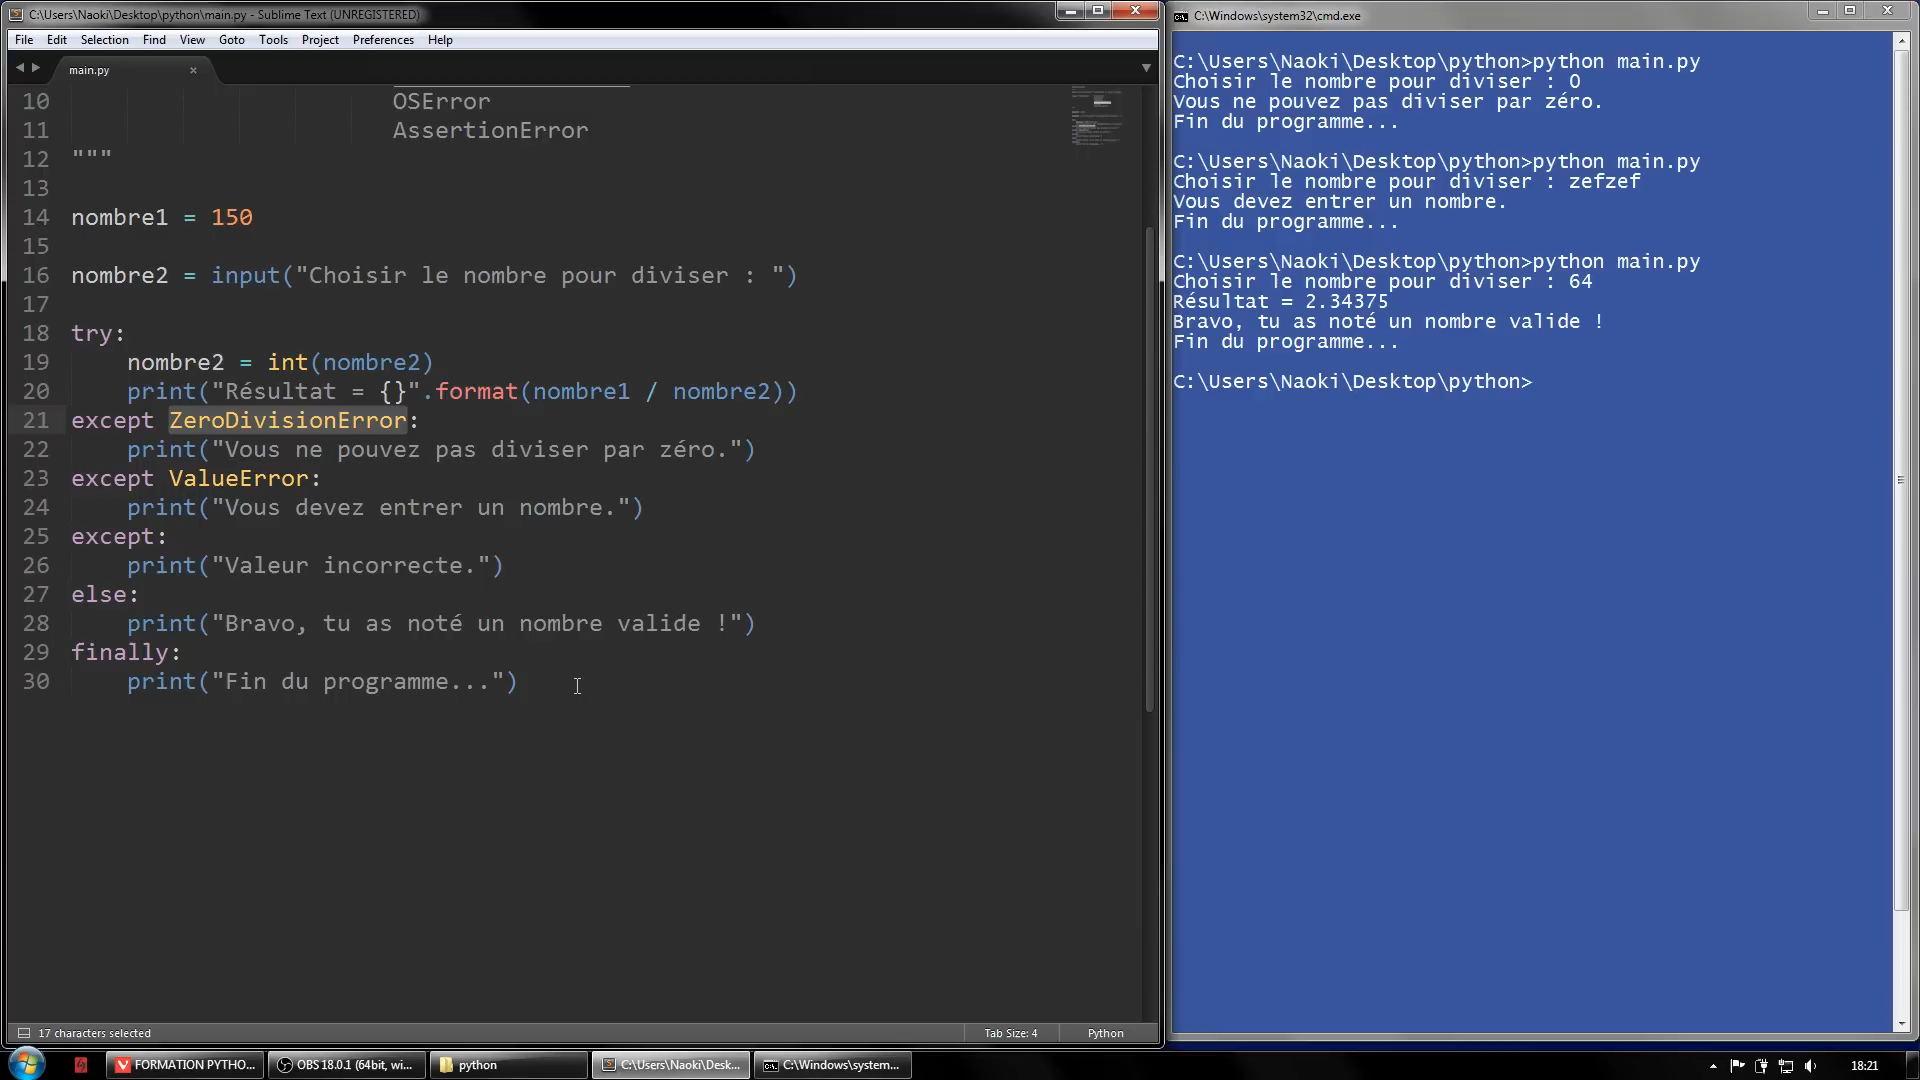 C:\Users\Naoki\Desktop\python\main.py - Sublime Text (UNREGISTERED)
File Edit Selection Find View Goto Tools Project Preferences Help
main.py
10 OSError
11 AssertionError
12 """
13
14 nombre1 = 150
15
16 nombre2 = input("Choisir le nombre pour diviser : ")
17
18 try:
19 nombre2 = int(nombre2)
20 print("Résultat = {}".format(nombre1 / nombre2))
21 except ZeroDivisionError:
22 print("Vous ne pouvez pas diviser par zéro.")
23 except ValueError:
24 print("Vous devez entrer un nombre.")
25 except:
26 print("Valeur incorrecte.")
27 else:
28 print("Bravo, tu as noté un nombre valide !")
29 finally:
30 print("Fin du programme...")
17 characters selected
Tab Size: 4
Python
C:\Windows\system32\cmd.exe
C:\Users\Naoki\Desktop\python>python main.py
Choisir le nombre pour diviser : 0
Vous ne pouvez pas diviser par zéro.
Fin du programme...
C:\Users\Naoki\Desktop\python>python main.py
Choisir le nombre pour diviser : zefzef
Vous devez entrer un nombre.
Fin du programme...
C:\Users\Naoki\Desktop\python>python main.py
Choisir le nombre pour diviser : 64
Résultat = 2.34375
Bravo, tu as noté un nombre valide !
Fin du programme...
C:\Users\Naoki\Desktop\python>
FORMATION PYTHO...
OBS 18.0.1 (64bit, wi...
python
C:\Users\Naoki\Desk...
C:\Windows\system...
18:21